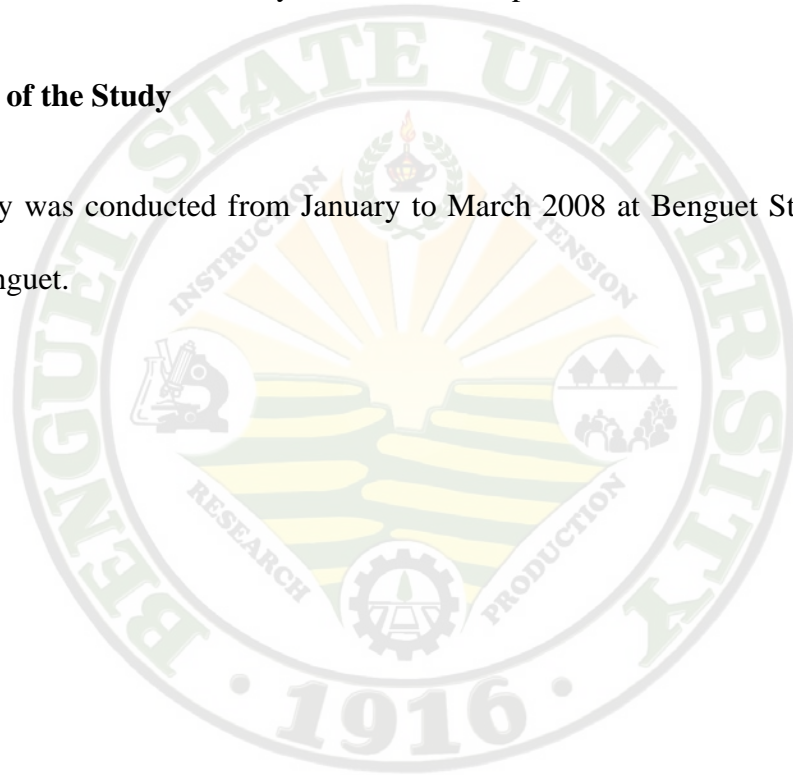 of the Study
y was conducted from January to March 2008 at Benguet St
nguet.
BENGUET STATE UNIVERSITY
INSTRUCTION
EXTENSION
RESEARCH
PRODUCTION
· 1916 ·